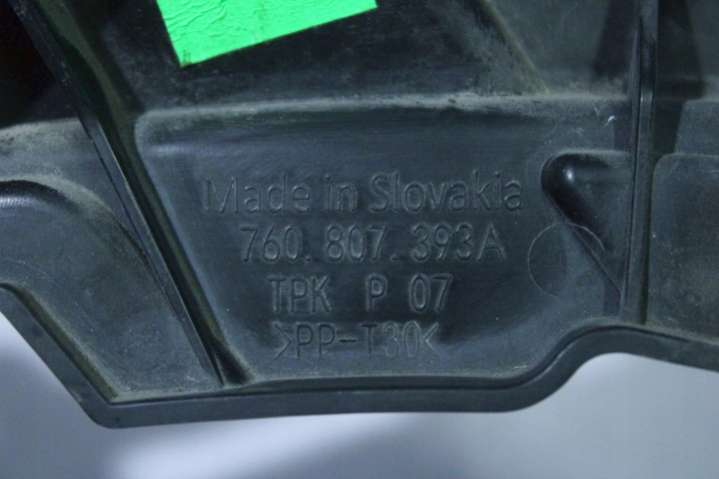 Made in Slovakia
760.807.393A
TPK P 07
>PP-T30<